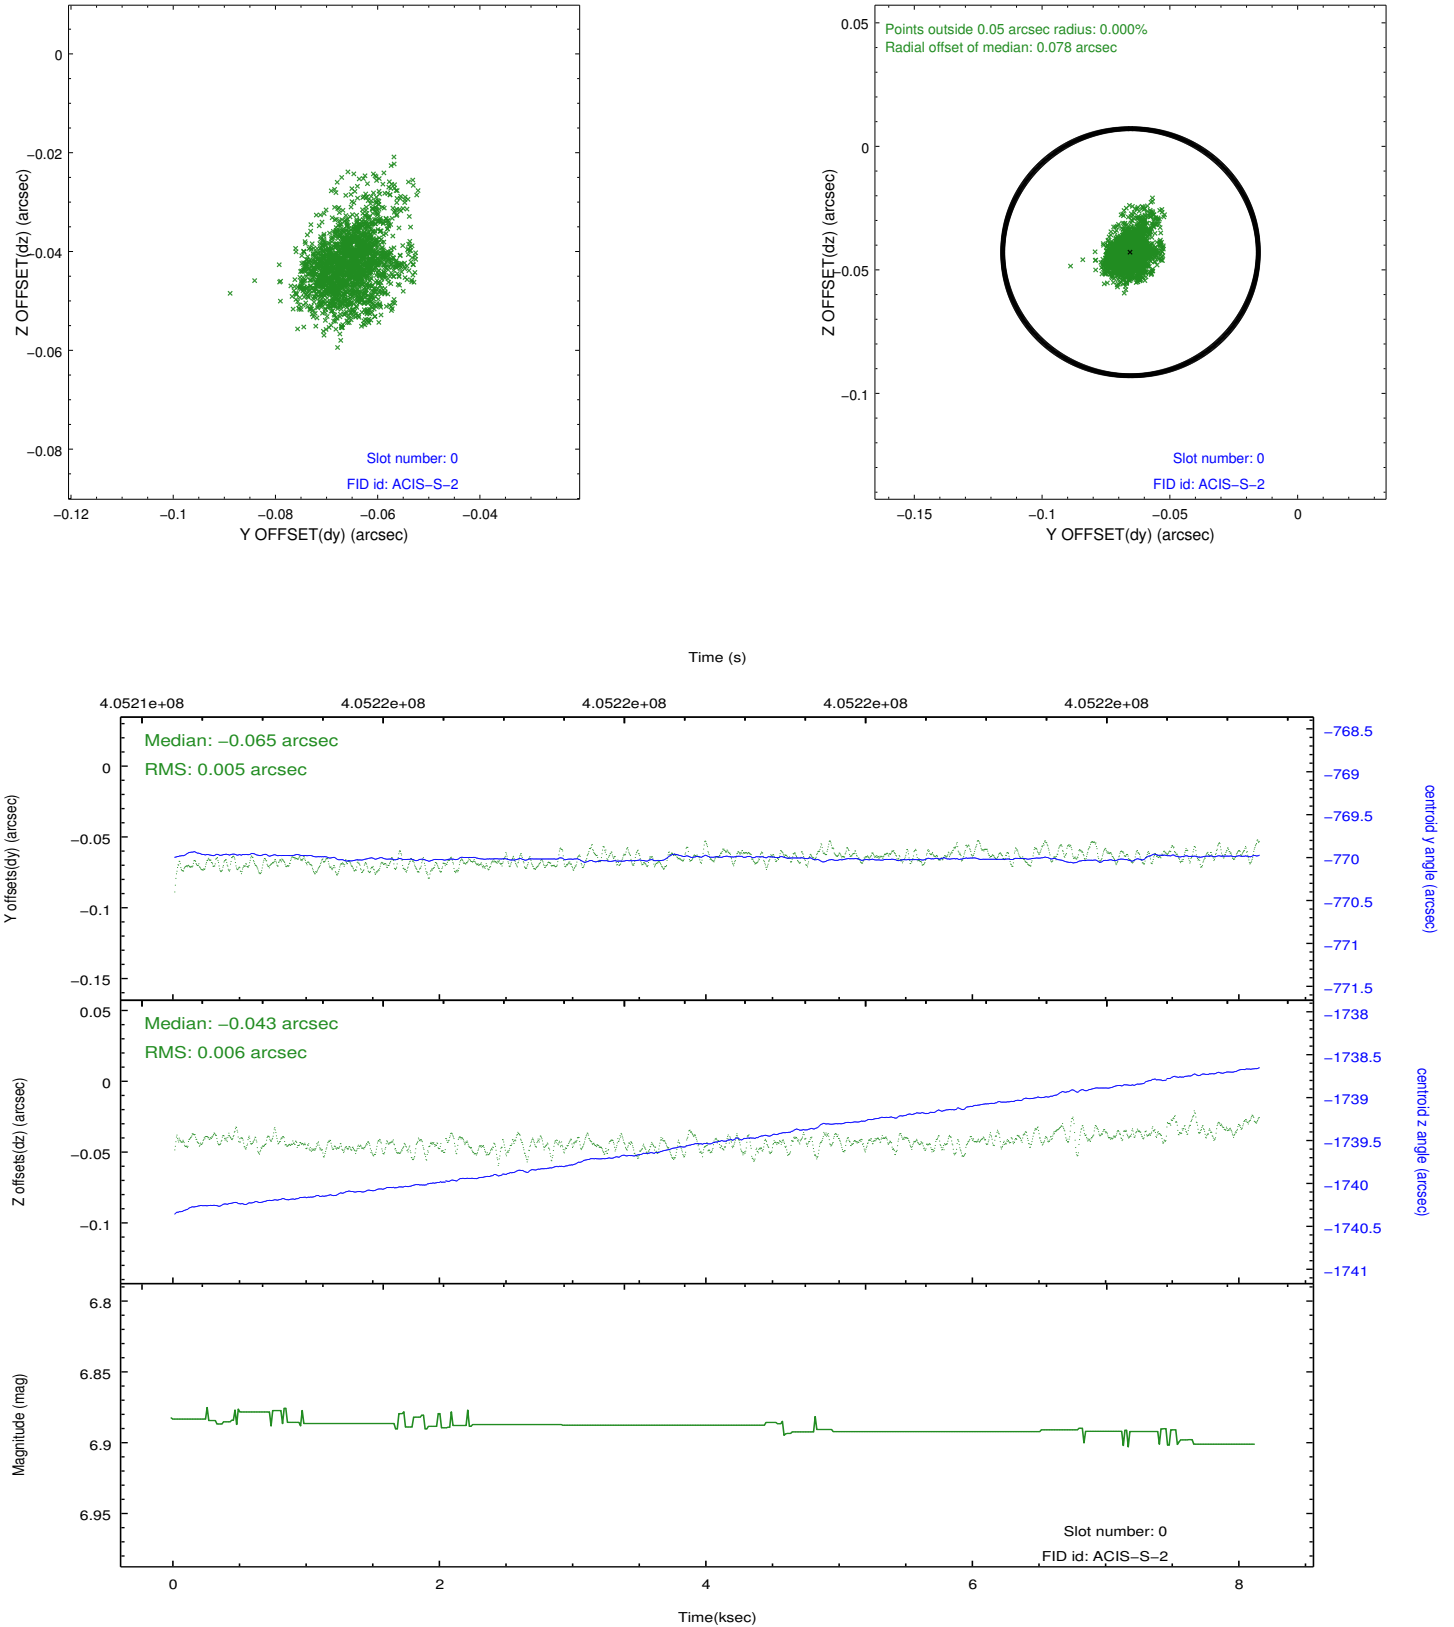 0
−0.02
−0.04
−0.06
−0.08
−0.12
−0.1
−0.08
−0.06
−0.04
Z OFFSET(dz) (arcsec)
Y OFFSET(dy) (arcsec)
Slot number: 0
FID id: ACIS−S−2
Points outside 0.05 arcsec radius: 0.000%
Radial offset of median: 0.078 arcsec
0.05
0
−0.05
−0.1
−0.15
−0.1
−0.05
0
Z OFFSET(dz) (arcsec)
Y OFFSET(dy) (arcsec)
Slot number: 0
FID id: ACIS−S−2
Time (s)
4.0521e+08
4.0522e+08
4.0522e+08
4.0522e+08
4.0522e+08
Median: −0.065 arcsec
RMS: 0.005 arcsec
0
−0.05
−0.1
−0.15
Y offsets(dy) (arcsec)
−768.5
−769
−769.5
−770
−770.5
−771
−771.5
centroid y angle (arcsec)
Median: −0.043 arcsec
RMS: 0.006 arcsec
0.05
0
−0.05
−0.1
Z offsets(dz) (arcsec)
−1738
−1738.5
−1739
−1739.5
−1740
−1740.5
−1741
centroid z angle (arcsec)
6.8
6.85
6.9
6.95
Magnitude (mag)
Slot number: 0
FID id: ACIS−S−2
0
2
4
6
8
Time(ksec)